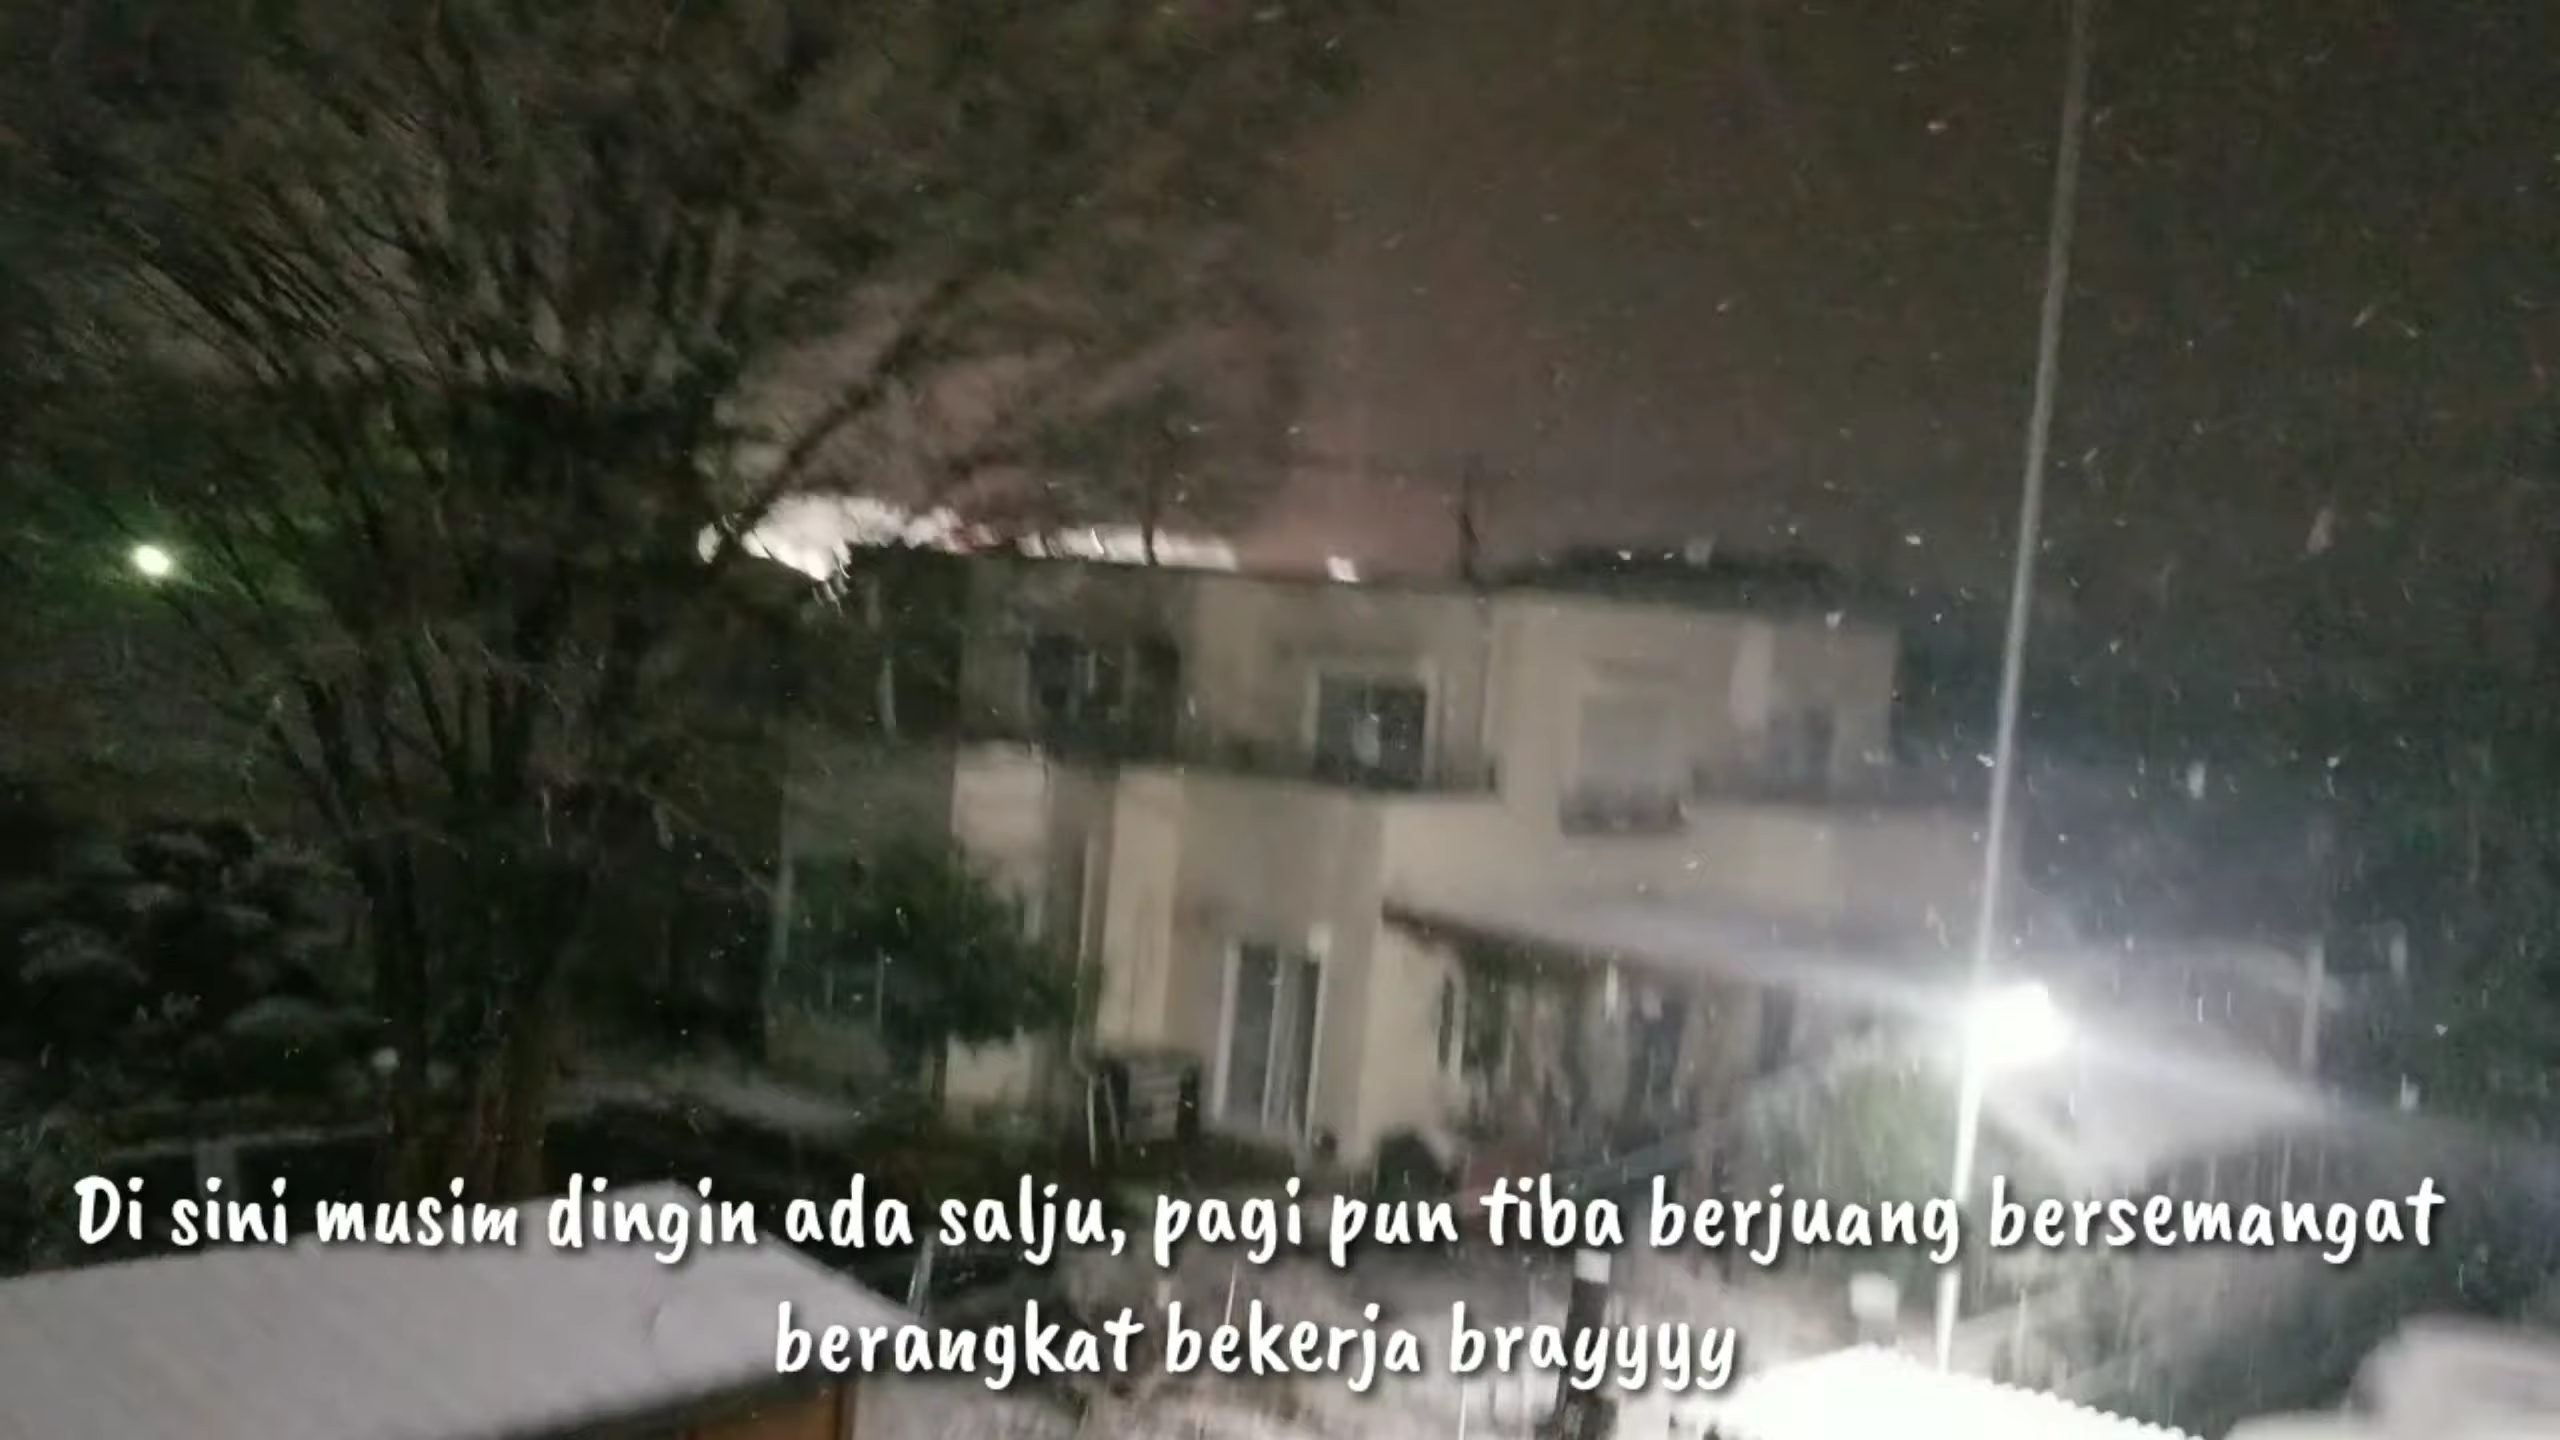 Di sini musim dingin ada salju, pagi pun tiba berjuang bersemangat
berangkat bekerja brayyyy